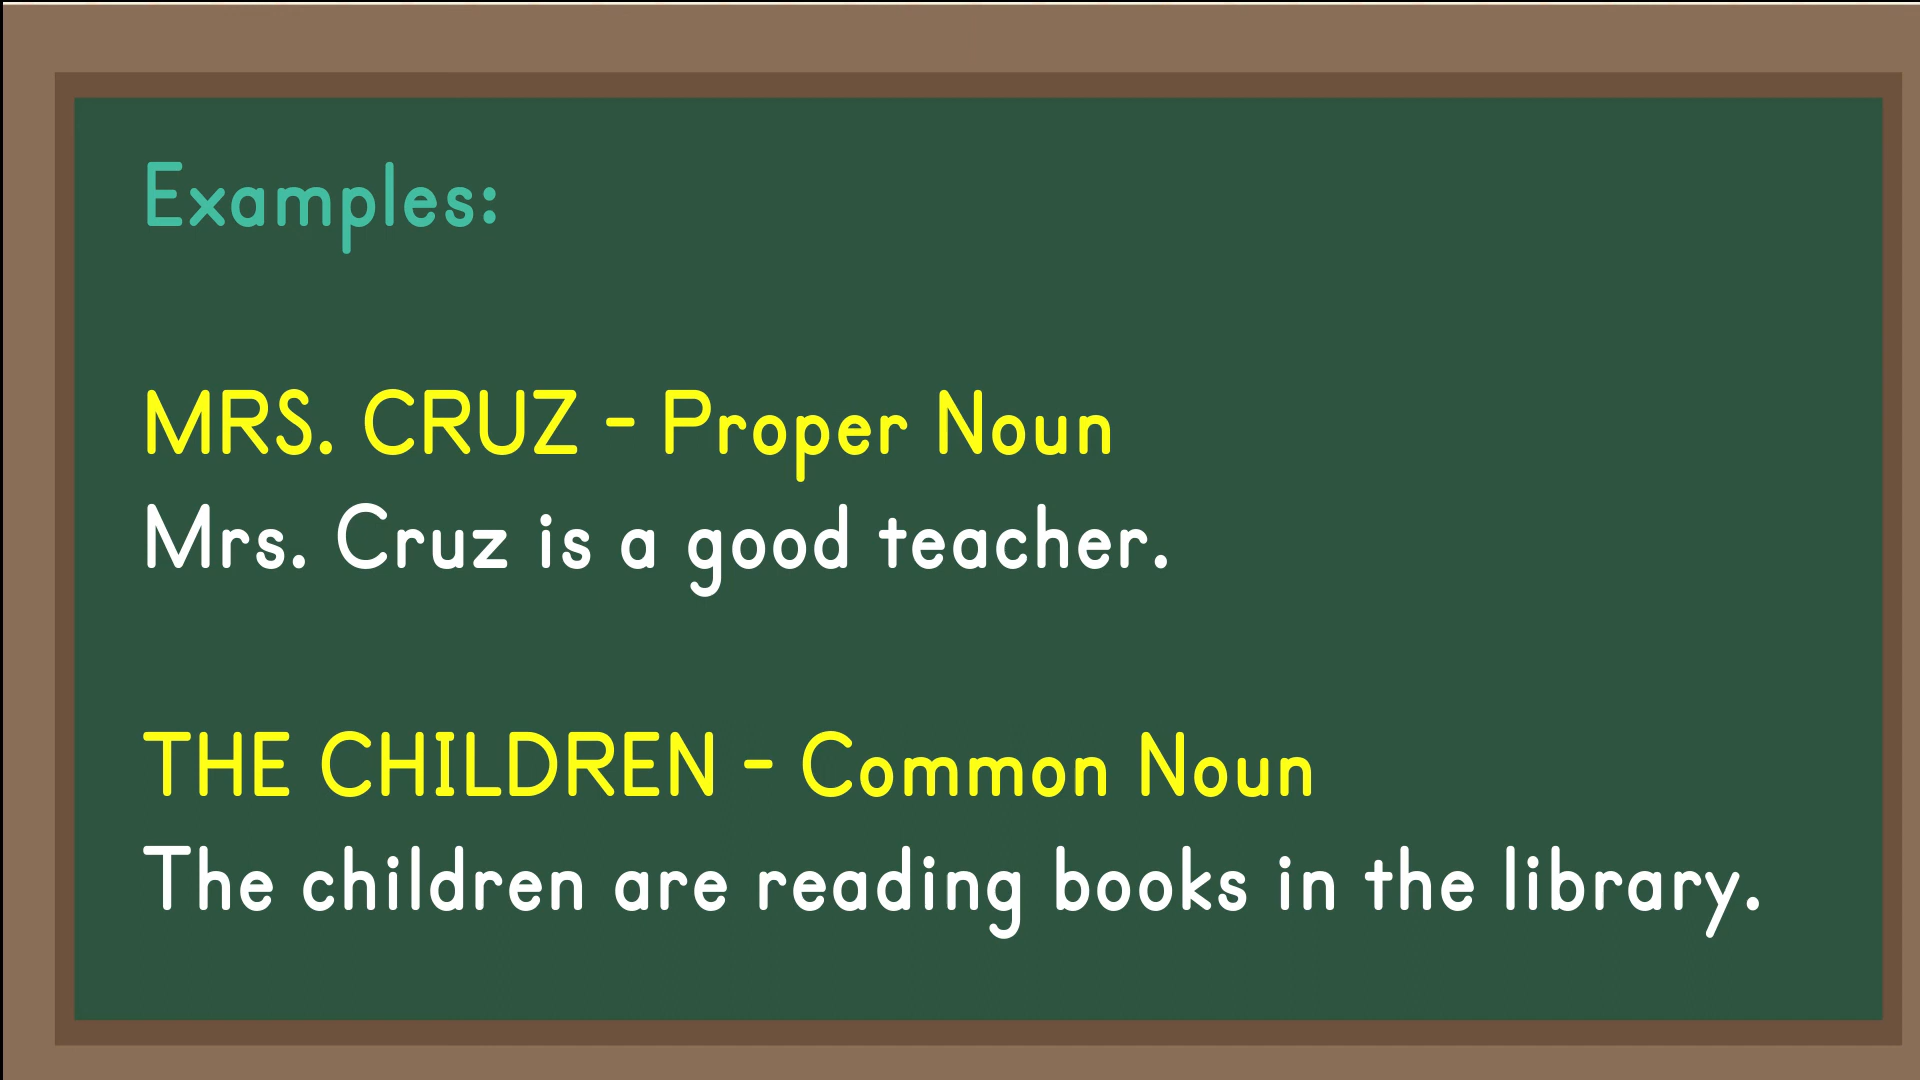 Examples:
MRS. CRUZ - Proper Noun
Mrs. Cruz is a good teacher.
THE CHILDREN - Common Noun
The children are reading books in the library.